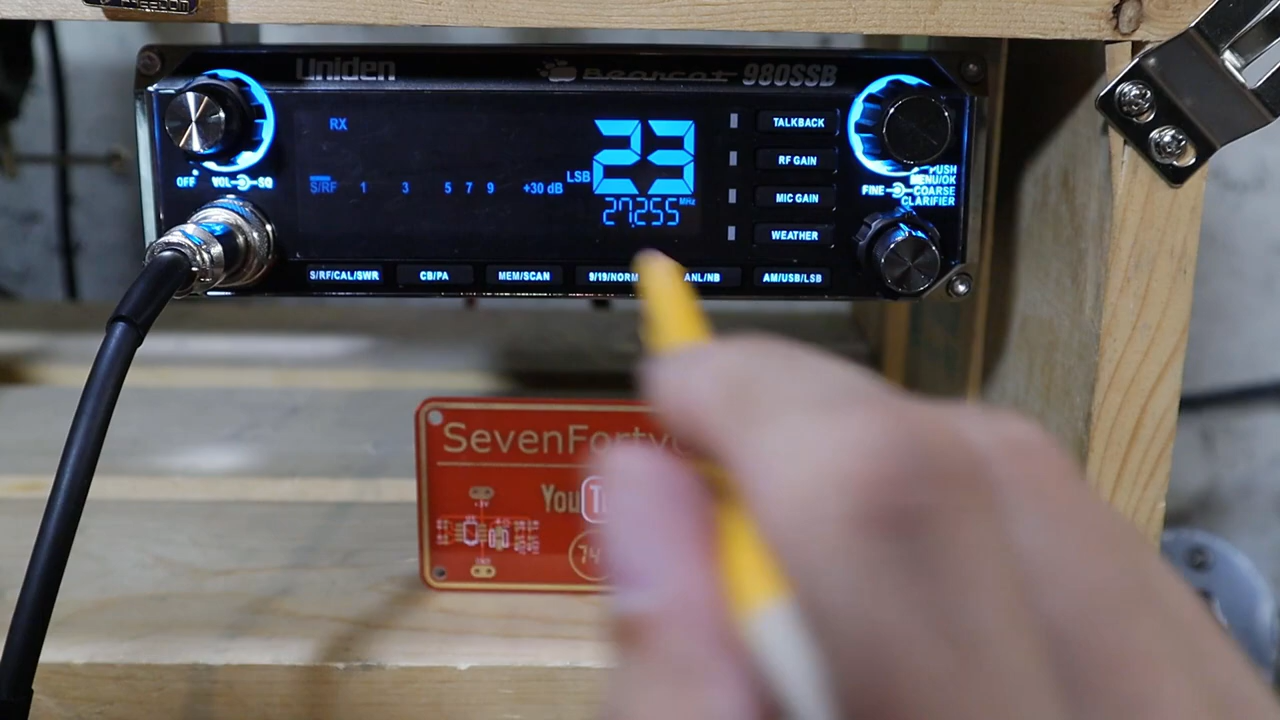 FREEDOM
Uniden
Bearcat 980SSB
RX
23
TALKBACK
LSB
RF GAIN
S/RF 1 3 5 7 9 +30 dB
27.255 MHz
MIC GAIN
WEATHER
OFF VOL SQ
PUSH
MENU/OK
FINE COARSE
CLARIFIER
S/RF/CAL/SWR CB/PA MEM/SCAN 9/19/NORM ANL/NB AM/USB/LSB
SevenForty
You
74